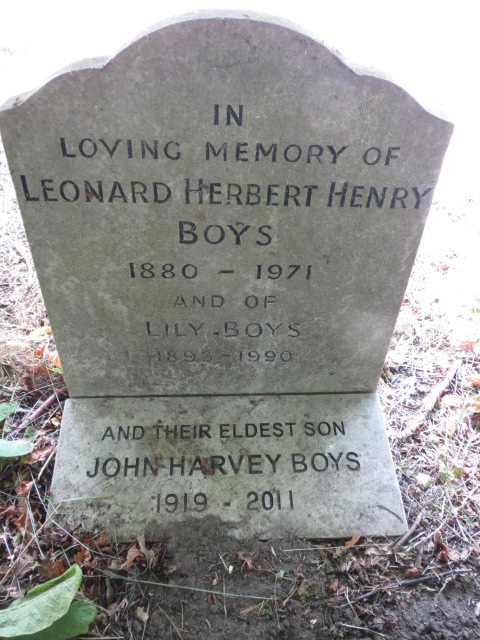 IN
LOVING MEMORY OF
LEONARD HERBERT HENRY
BOYS
1880 - 1971
AND OF
LILY BOYS
1893 - 1990
AND THEIR ELDEST SON
JOHN HARVEY BOYS
1919 - 2011